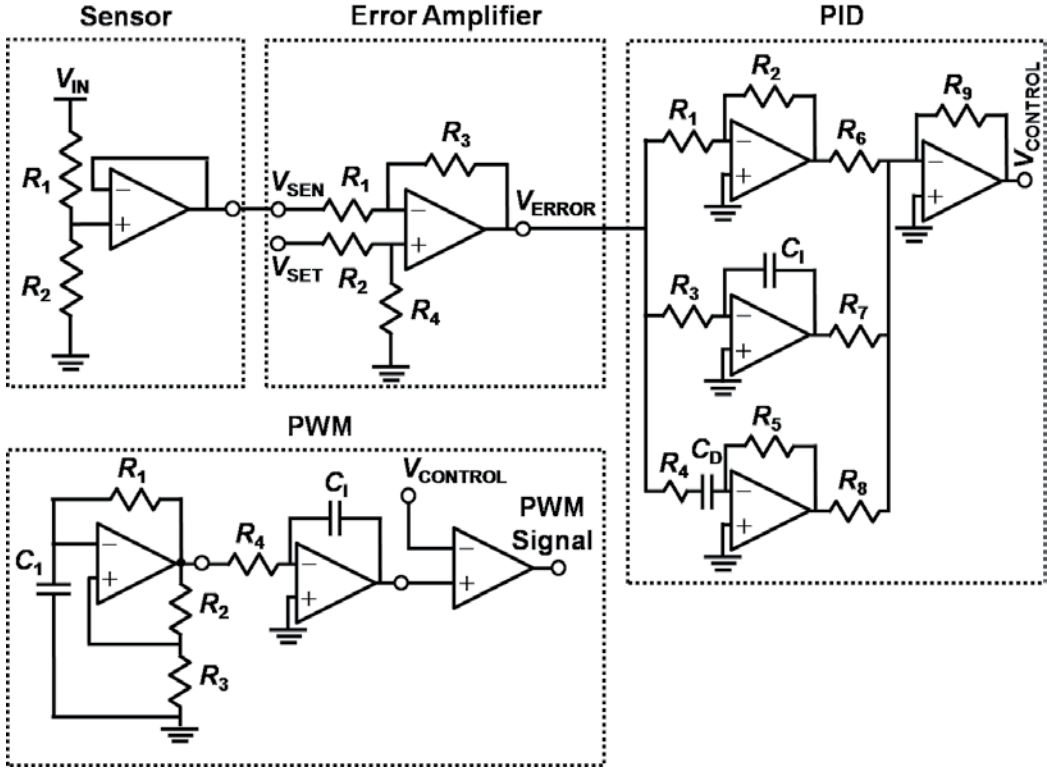 Sensor
Error Amplifier
PID
VIN
R1
R2
−
+
VSEN
VSET
R1
R2
R3
R4
−
+
VERROR
R1
R2
−
+
R6
R9
−
+
VCONTROL
R3
CI
−
+
R7
R4
CD
R5
−
+
R8
PWM
R1
C1
−
+
R2
R3
R4
CI
−
+
VCONTROL
−
+
PWM
Signal